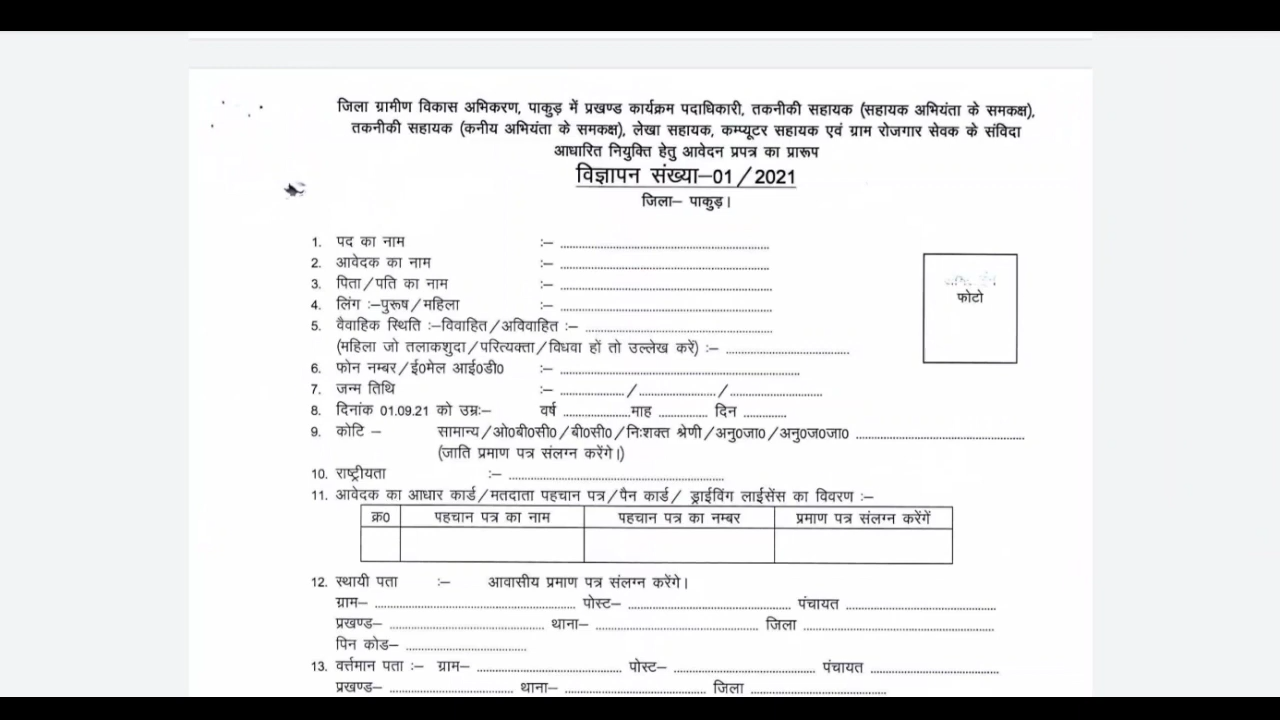 जिला ग्रामीण विकास अभिकरण, पाकुड़ में प्रखण्ड कार्यक्रम पदाधिकारी, तकनीकी सहायक (सहायक अभियंता के समकक्ष),
तकनीकी सहायक (कनीय अभियंता के समकक्ष), लेखा सहायक, कम्प्यूटर सहायक एवं ग्राम रोजगार सेवक के संविदा
आधारित नियुक्ति हेतु आवेदन प्रपत्र का प्रारूप
विज्ञापन संख्या–01/2021
जिला– पाकुड़।
1. पद का नाम :– ........................................
2. आवेदक का नाम :– ........................................
3. पिता/पति का नाम :– ........................................
फोटो
4. लिंग :–पुरूष/महिला :– ........................................
5. वैवाहिक स्थिति :–विवाहित/अविवाहित :– ........................................
(महिला जो तलाकशुदा/परित्यक्ता/विधवा हों तो उल्लेख करें) :– ..............................
6. फोन नम्बर/ई0मेल आई0डी0 :– ........................................
7. जन्म तिथि :– ................/..................../........................
8. दिनांक 01.09.21 को उम्रः– वर्ष ................माह ............ दिन ..........
9. कोटि – सामान्य/ओ0बी0सी0/बी0सी0/निःशक्त श्रेणी/अनु0जा0/अनु0ज0जा0 ........................................
(जाति प्रमाण पत्र संलग्न करेंगे।)
10. राष्ट्रीयता :– ........................................
11. आवेदक का आधार कार्ड/मतदाता पहचान पत्र/पैन कार्ड/ ड्राईविंग लाईसेंस का विवरण :–
क्र0 पहचान पत्र का नाम पहचान पत्र का नम्बर प्रमाण पत्र संलग्न करेंगें
12. स्थायी पता :– आवासीय प्रमाण पत्र संलग्न करेंगे।
ग्राम– ........................................ पोस्ट– ........................................ पंचायत ........................................
प्रखण्ड– ........................................ थाना– ........................................ जिला ........................................
पिन कोड– ..............................
13. वर्त्तमान पता :– ग्राम– ........................................ पोस्ट– ........................................ पंचायत ..............................
प्रखण्ड– .............................. थाना– .............................. जिला ..............................